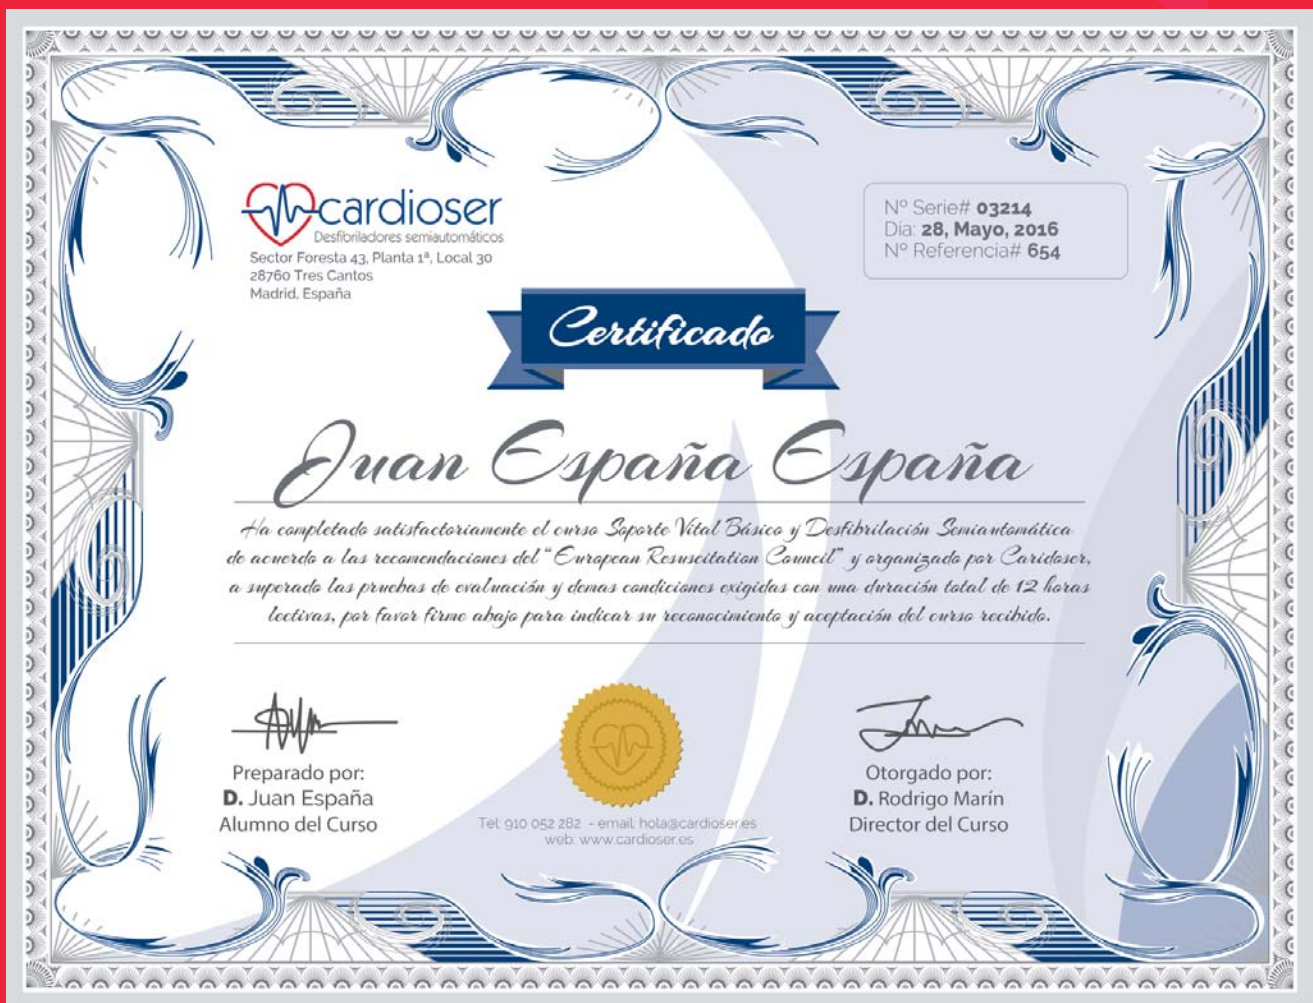 cardioser
Desfibriladores semiautomáticos
Sector Foresta 43, Planta 1ª, Local 30
28760 Tres Cantos
Madrid, España
Nº Serie# 03214
Dia: 28, Mayo, 2016
Nº Referencia# 654
Certificado
Juan España España
Ha completado satisfactoriamente el curso Soporte Vital Básico y Desfibrilación Semiautomática
de acuerdo a las recomendaciones del "European Resuscitation Council" y organizado por Caridoser,
a superado las pruebas de evaluación y demas condiciones exigidas con una duración total de 12 horas
lectivas, por favor firme abajo para indicar su reconocimiento y aceptación del curso recibido.
Preparado por:
D. Juan España
Alumno del Curso
Tel: 910 052 282 - email: hola@cardioser.es
web: www.cardioser.es
Otorgado por:
D. Rodrigo Marín
Director del Curso